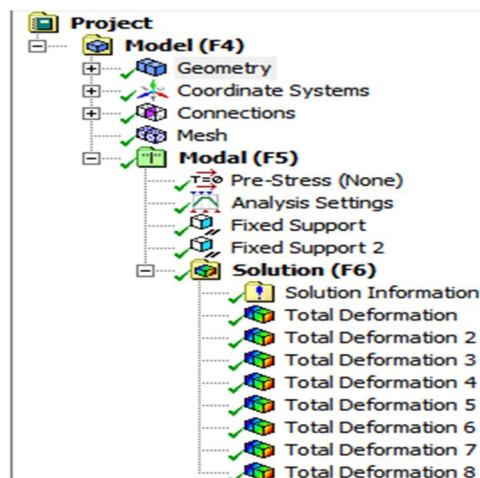 Project
Model (F4)
Geometry
Coordinate Systems
Connections
Mesh
Modal (F5)
T=0 Pre-Stress (None)
Analysis Settings
Fixed Support
Fixed Support 2
Solution (F6)
Solution Information
Total Deformation
Total Deformation 2
Total Deformation 3
Total Deformation 4
Total Deformation 5
Total Deformation 6
Total Deformation 7
Total Deformation 8